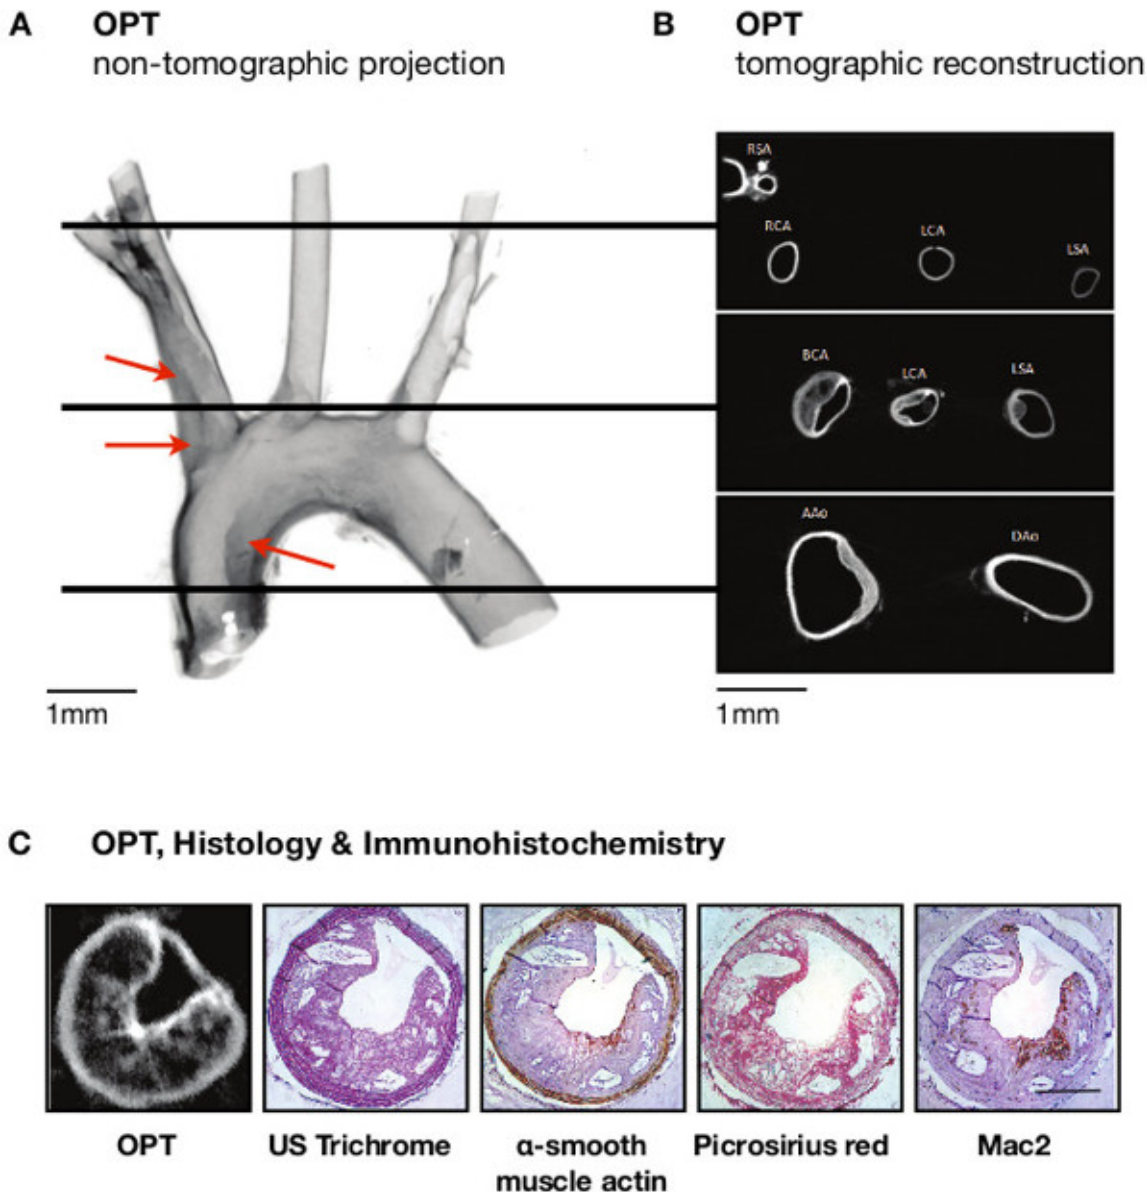 A OPT
non-tomographic projection
B OPT
tomographic reconstruction
RSA
RCA LCA LSA
BCA LCA LSA
AAo DAo
1mm
1mm
C OPT, Histology & Immunohistochemistry
OPT
US Trichrome
α-smooth
muscle actin
Picrosirius red
Mac2